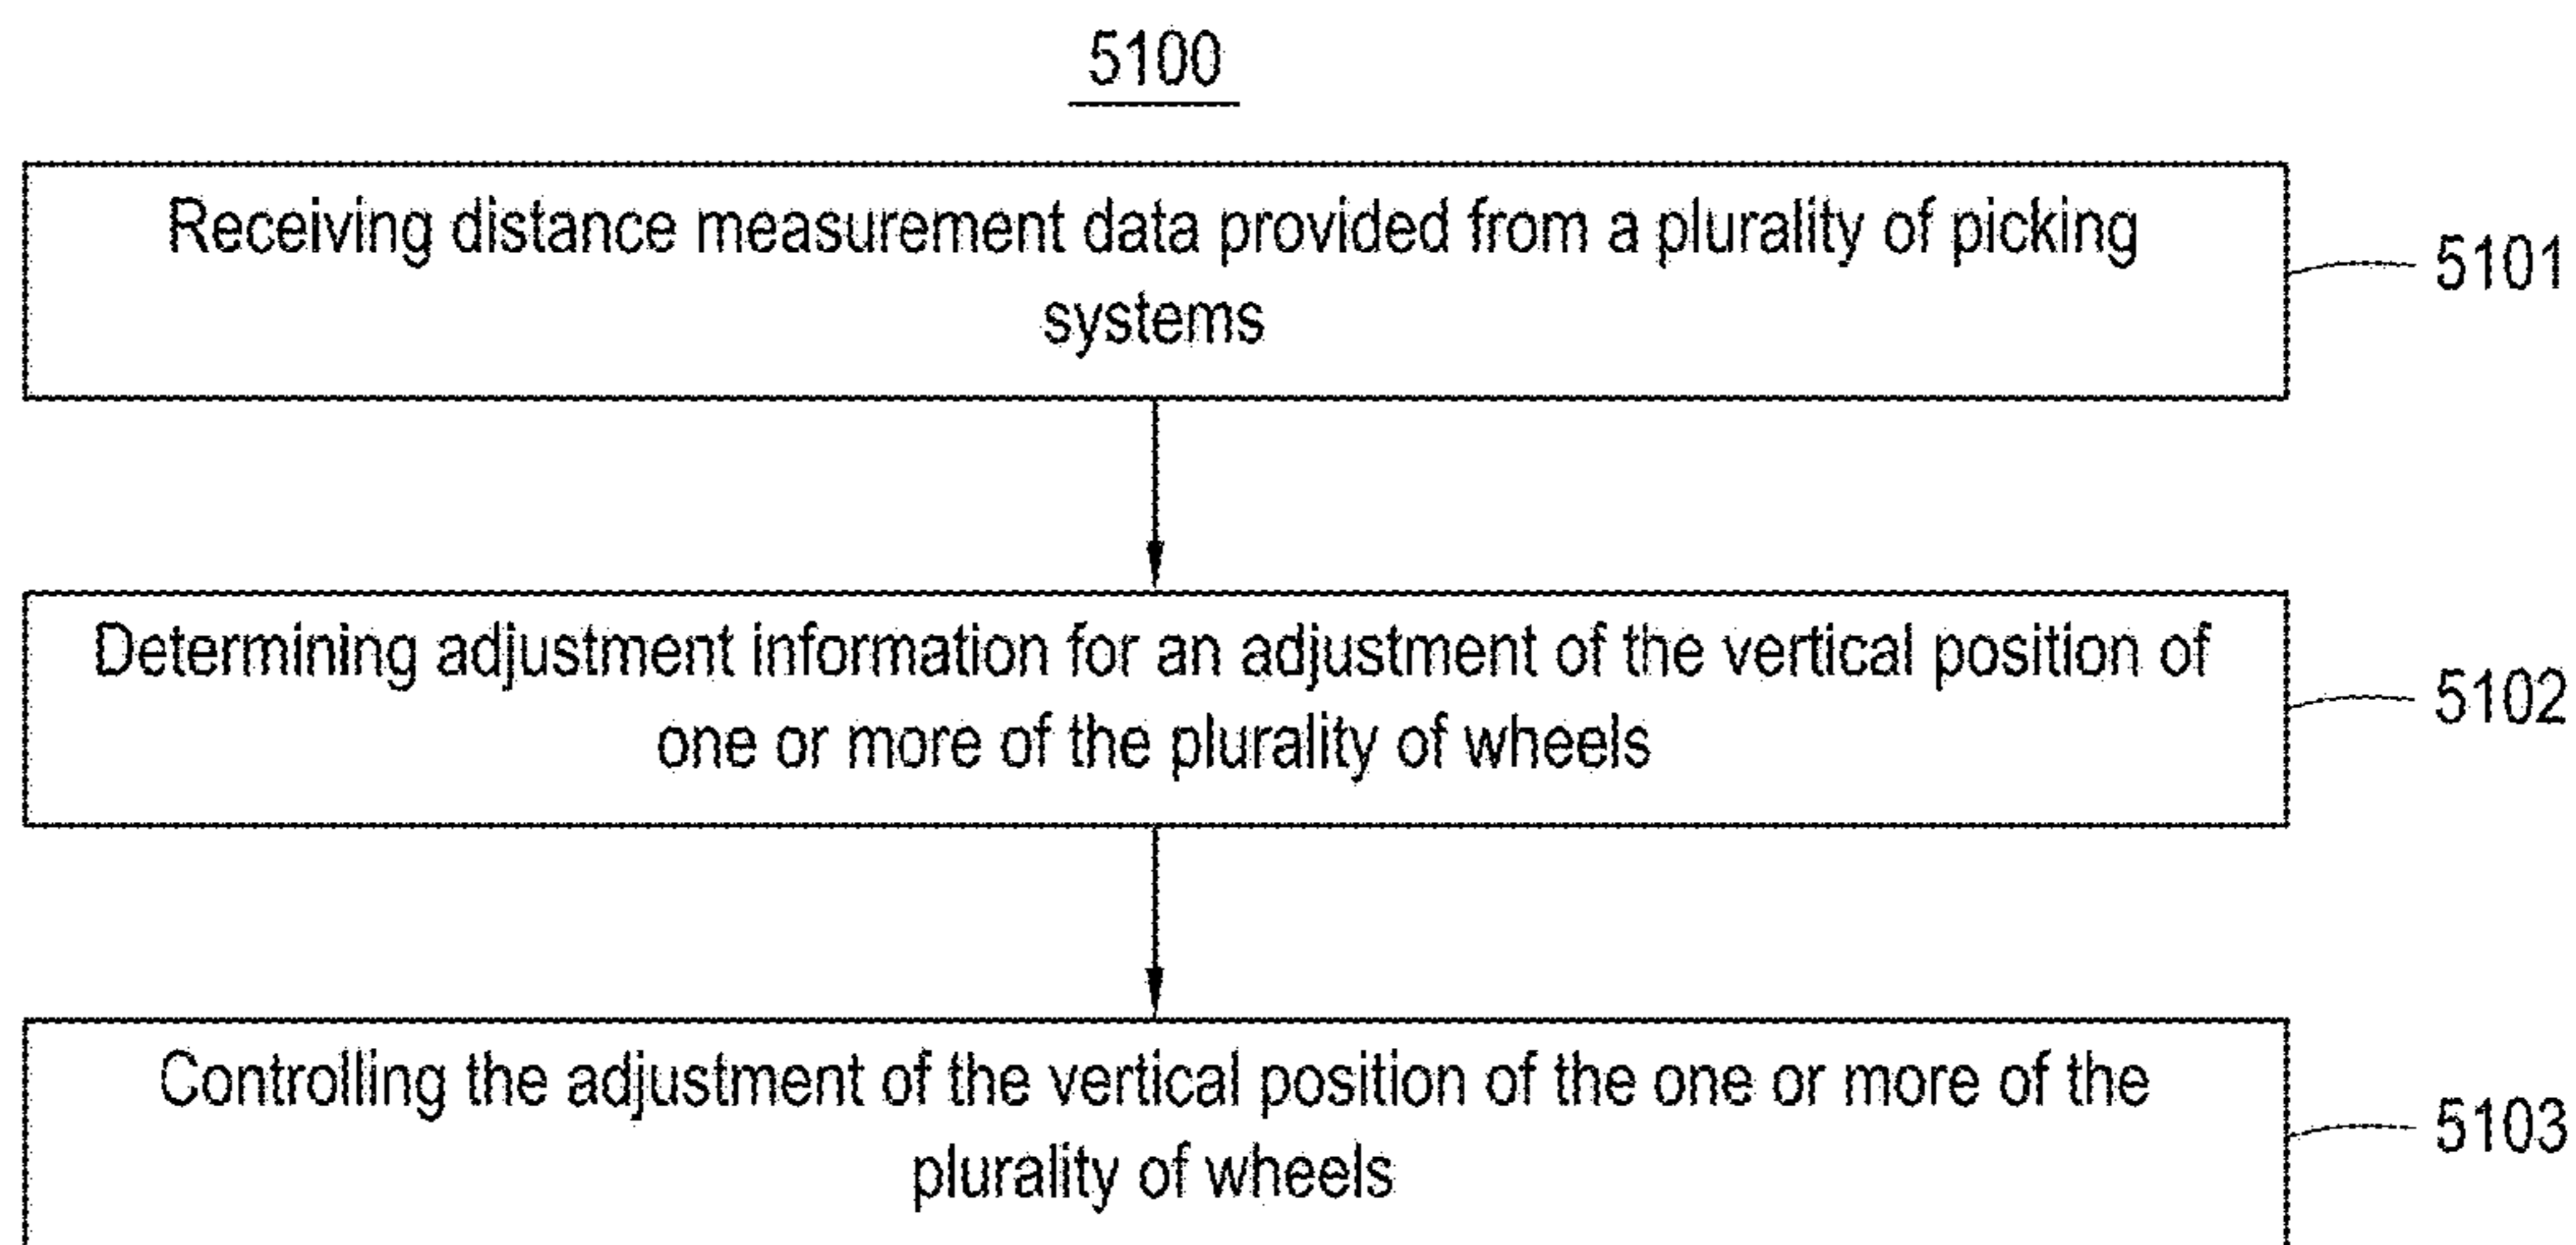 5100
Receiving distance measurement data provided from a plurality of picking
systems
5101
Determining adjustment information for an adjustment of the vertical position of
one or more of the plurality of wheels
5102
Controlling the adjustment of the vertical position of the one or more of the
plurality of wheels
5103